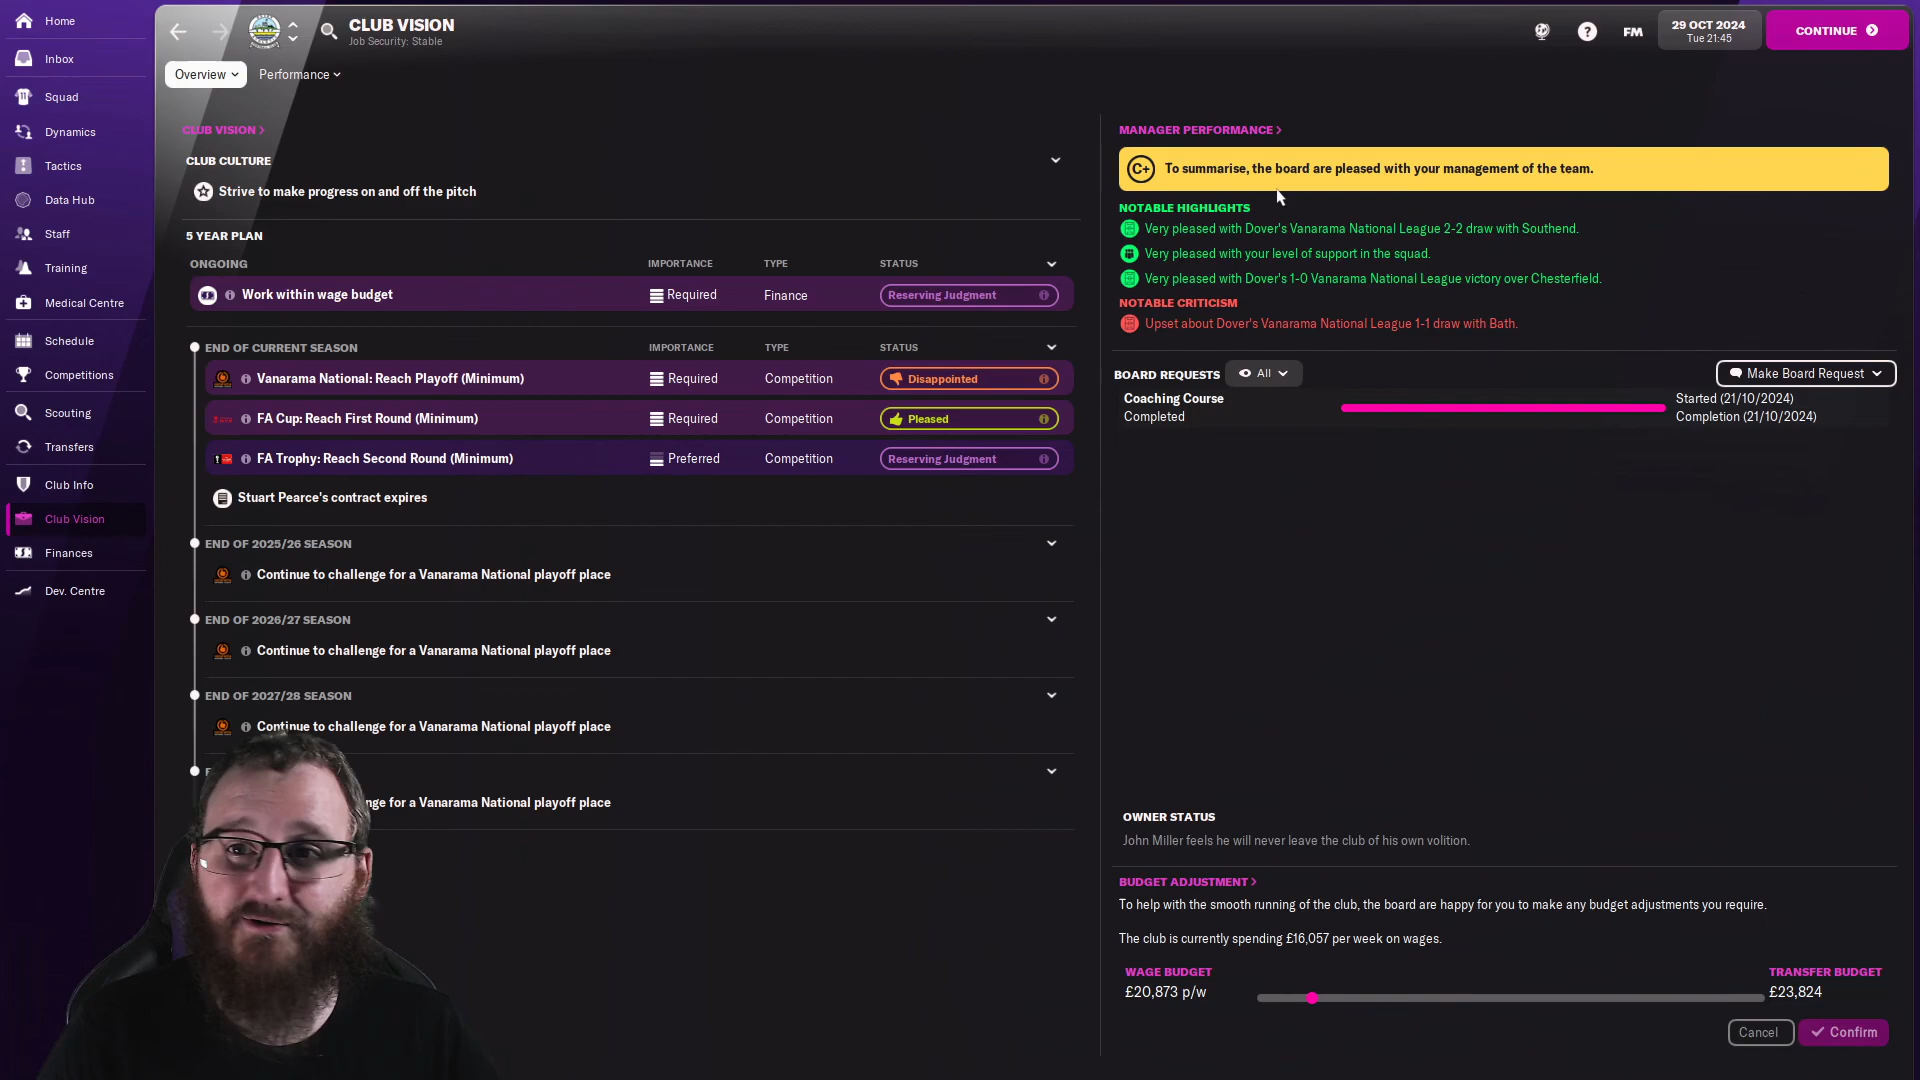 Home
Inbox
Squad
Dynamics
Tactics
Data Hub
Staff
Training
Medical Centre
Schedule
Competitions
Scouting
Transfers
Club Info
Club Vision
Finances
Dev. Centre
CLUB VISION
Job Security: Stable
FM
29 OCT 2024
Tue 21:45
CONTINUE
Overview
Performance
CLUB VISION >
CLUB CULTURE
Strive to make progress on and off the pitch
5 YEAR PLAN
ONGOING IMPORTANCE TYPE STATUS
Work within wage budget Required Finance Reserving Judgment
END OF CURRENT SEASON IMPORTANCE TYPE STATUS
Vanarama National: Reach Playoff (Minimum) Required Competition Disappointed
FA Cup: Reach First Round (Minimum) Required Competition Pleased
FA Trophy: Reach Second Round (Minimum) Preferred Competition Reserving Judgment
Stuart Pearce's contract expires
END OF 2025/26 SEASON
Continue to challenge for a Vanarama National playoff place
END OF 2026/27 SEASON
Continue to challenge for a Vanarama National playoff place
END OF 2027/28 SEASON
Continue to challenge for a Vanarama National playoff place
for a Vanarama National playoff place
MANAGER PERFORMANCE >
C+ To summarise, the board are pleased with your management of the team.
NOTABLE HIGHLIGHTS
Very pleased with Dover's Vanarama National League 2-2 draw with Southend.
Very pleased with your level of support in the squad.
Very pleased with Dover's 1-0 Vanarama National League victory over Chesterfield.
NOTABLE CRITICISM
Upset about Dover's Vanarama National League 1-1 draw with Bath.
BOARD REQUESTS All Make Board Request
Coaching Course Started (21/10/2024)
Completed Completion (21/10/2024)
OWNER STATUS
John Miller feels he will never leave the club of his own volition.
BUDGET ADJUSTMENT >
To help with the smooth running of the club, the board are happy for you to make any budget adjustments you require.
The club is currently spending £16,057 per week on wages.
WAGE BUDGET TRANSFER BUDGET
£20,873 p/w £23,824
Cancel Confirm